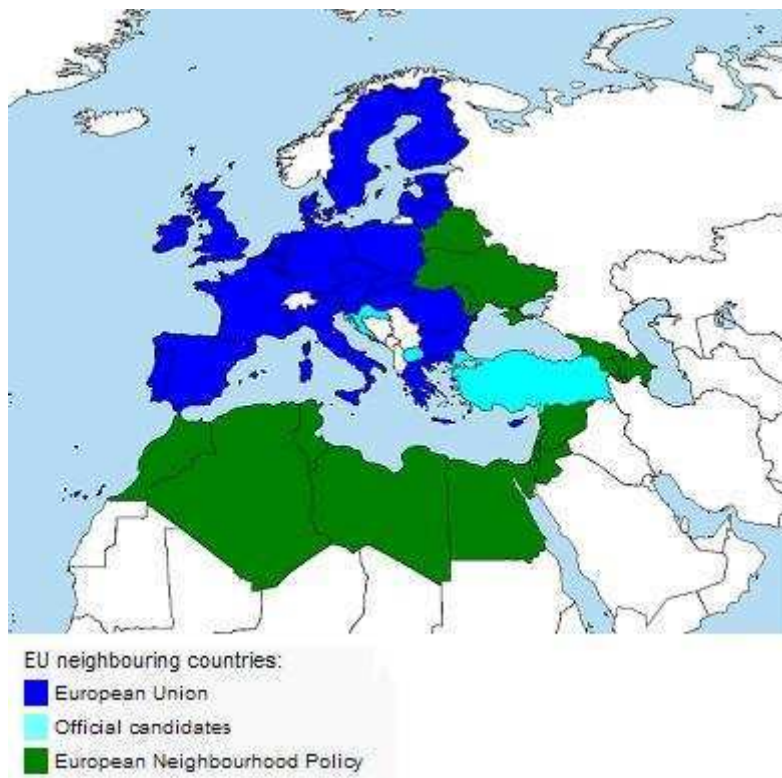 EU neighbouring countries:
European Union
Official candidates
European Neighbourhood Policy